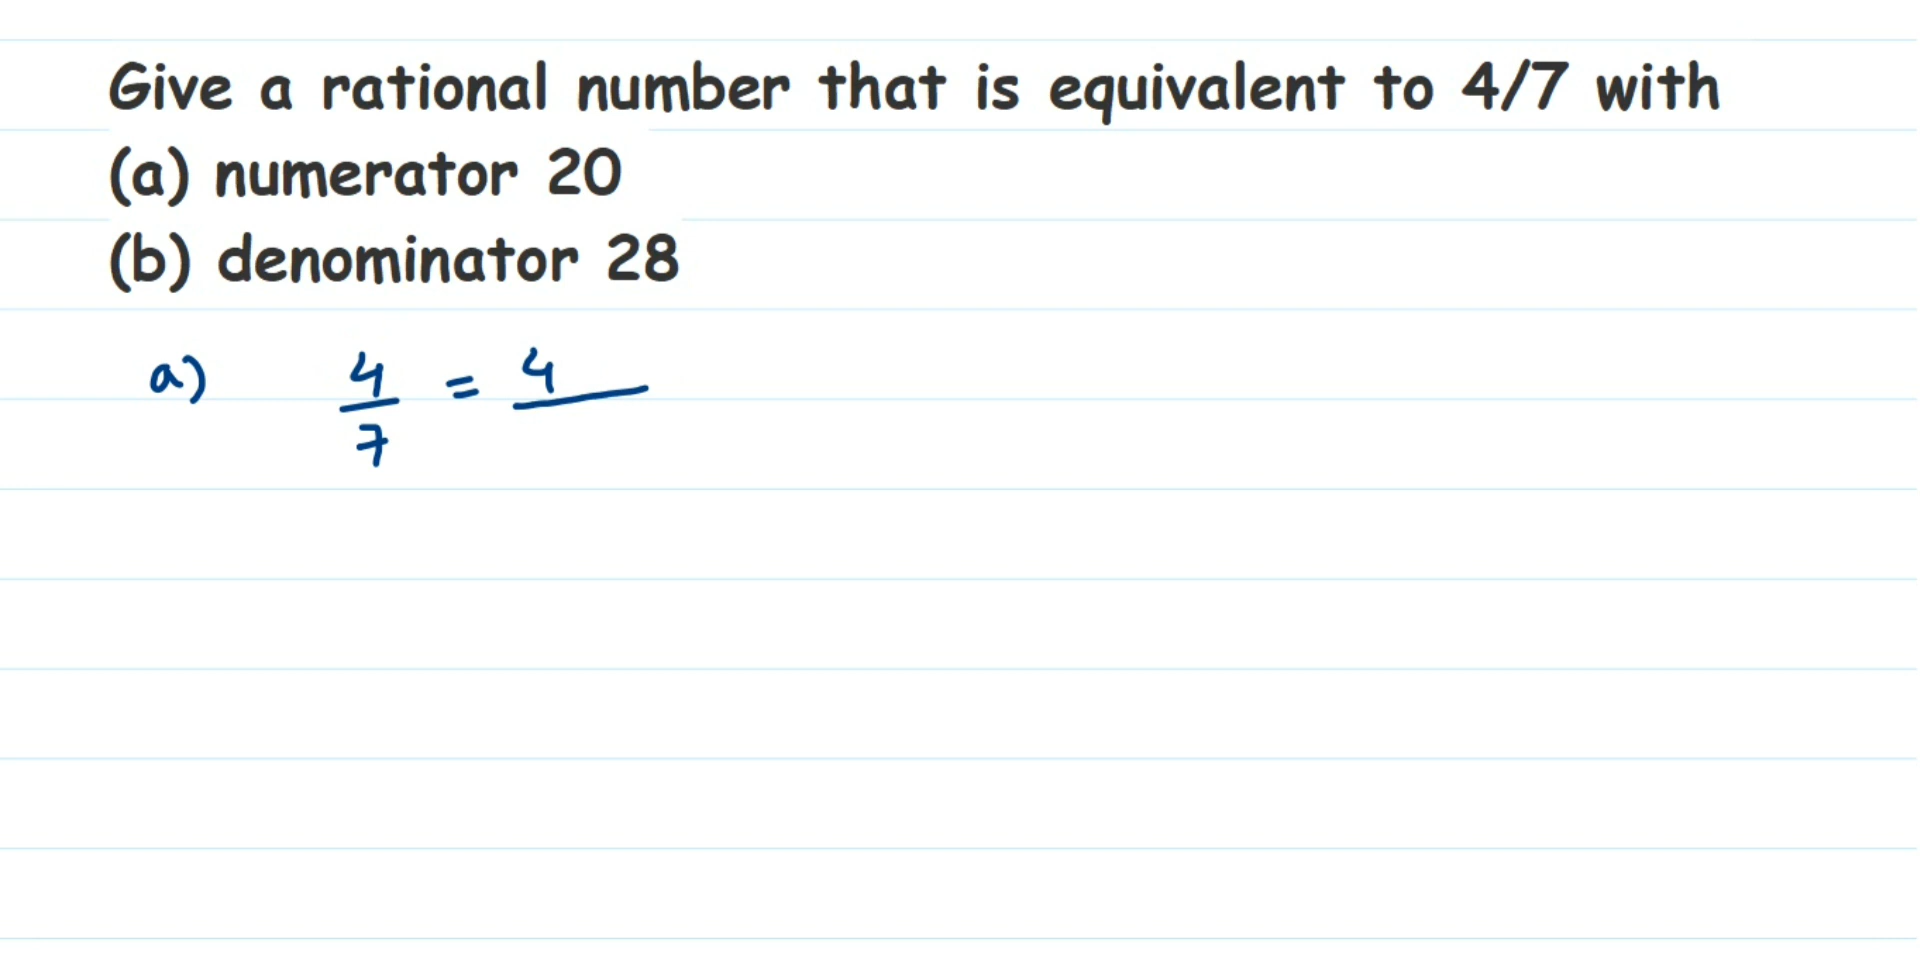 Give a rational number that is equivalent to 4/7 with
(a) numerator 20
(b) denominator 28
a) 4/7 = 4/